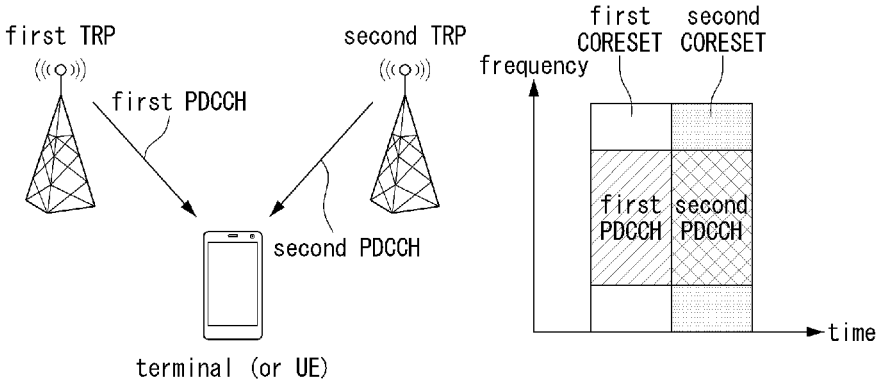 first TRP
second TRP
first PDCCH
second PDCCH
terminal (or UE)
first
CORESET
second
CORESET
frequency
first
PDCCH
second
PDCCH
time